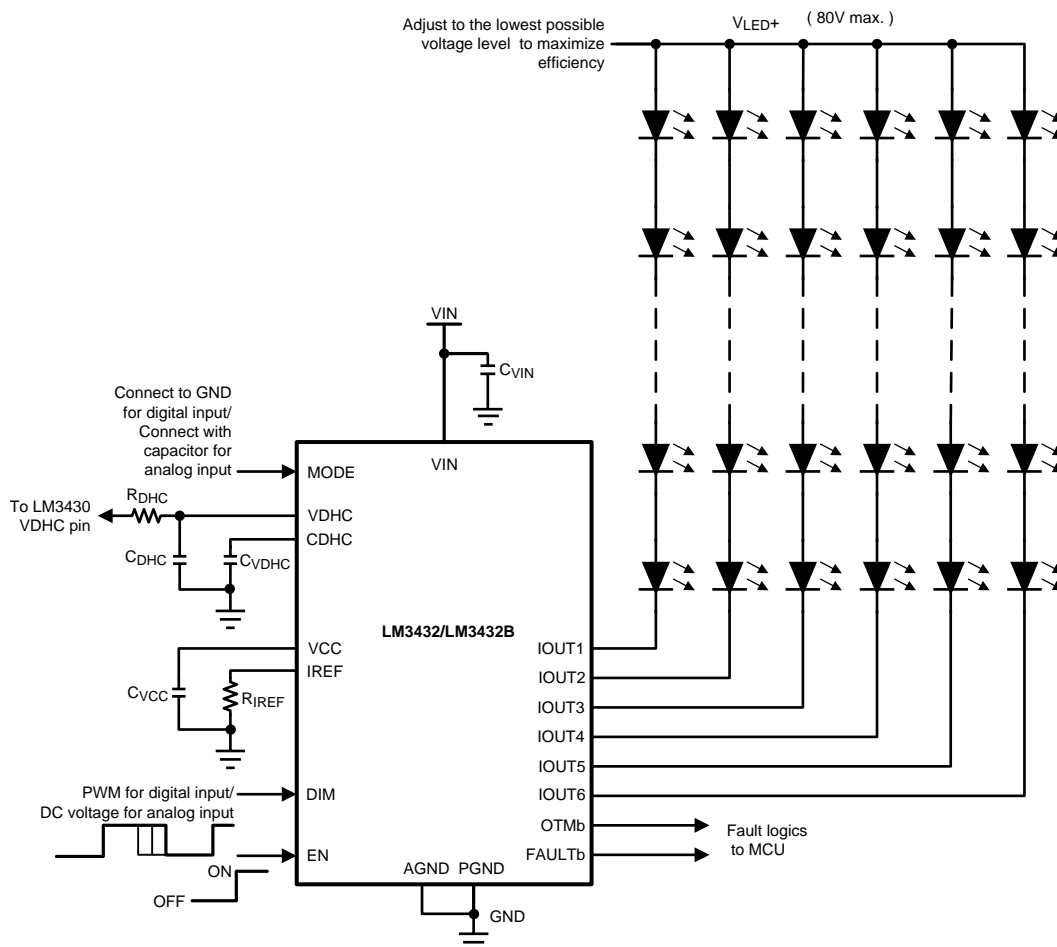 Adjust to the lowest possible
voltage level to maximize
efficiency
VLED+ ( 80V max. )
VIN
CVIN
Connect to GND
for digital input/
Connect with
capacitor for
analog input
VIN
MODE
RDHC
To LM3430
VDHC pin
VDHC
CDHC
CDHC
CVDHC
LM3432/LM3432B
VCC
IREF
CVCC
RIREF
IOUT1
IOUT2
IOUT3
IOUT4
IOUT5
IOUT6
PWM for digital input/
DC voltage for analog input
DIM
OTMb
FAULTb
Fault logics
to MCU
EN
ON
OFF
AGND PGND
GND